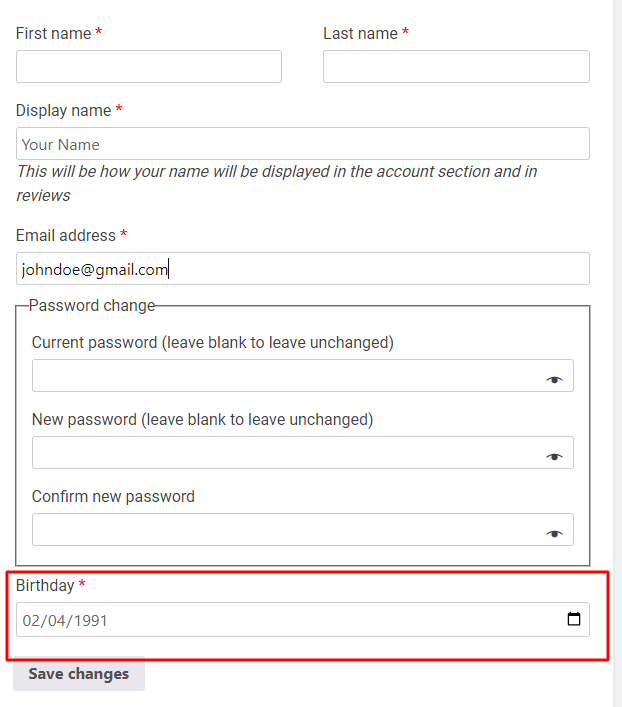 First name * Last name *
Display name *
Your Name
This will be how your name will be displayed in the account section and in
reviews
Email address *
johndoe@gmail.com
Password change
Current password (leave blank to leave unchanged)
New password (leave blank to leave unchanged)
Confirm new password
Birthday *
02/04/1991
Save changes